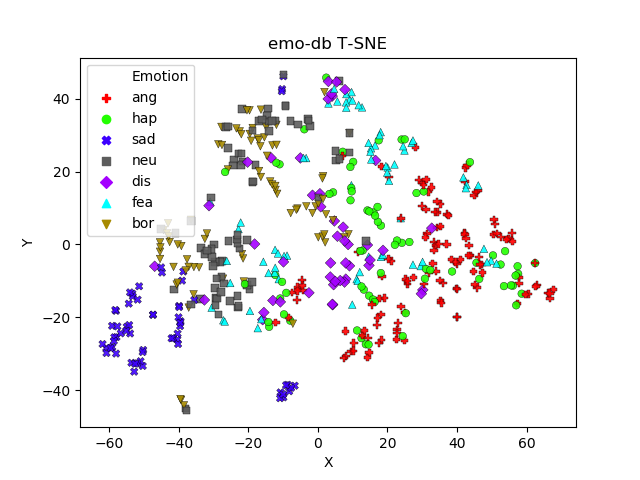 emo-db T-SNE
Emotion
ang
hap
sad
neu
dis
fea
bor
Y
40
20
0
−20
−40
−60
−40
−20
0
20
40
60
X